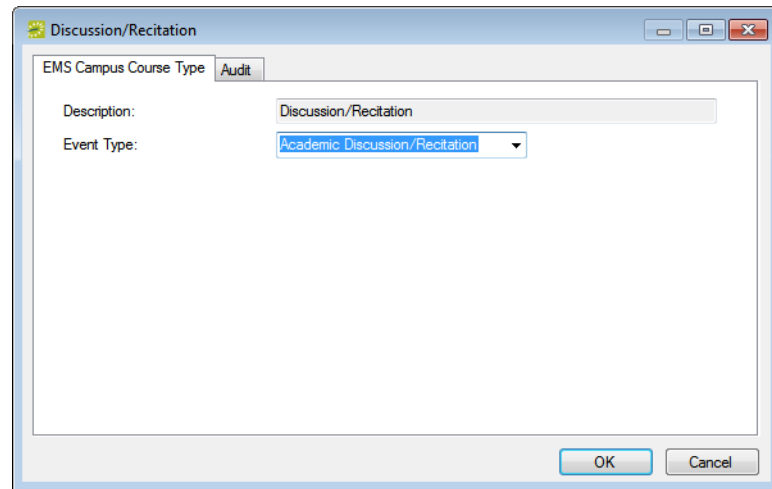 Discussion/Recitation
EMS Campus Course Type Audit
Description: Discussion/Recitation
Event Type: Academic Discussion/Recitation
OK Cancel